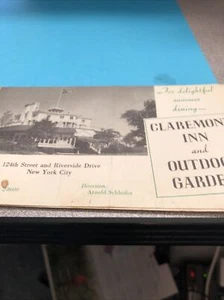 For delightful
summer
dining—
CLAREMONT
INN
and
OUTDOOR
GARDE
124th Street and Riverside Drive
New York City
Direction:
Arnold Schleifer